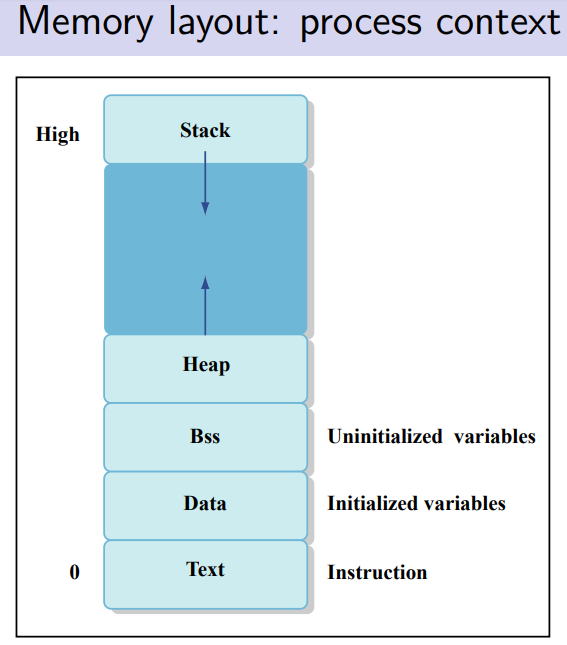 Memory layout: process context
High Stack
Heap
Bss Uninitialized variables
Data Initialized variables
0 Text Instruction